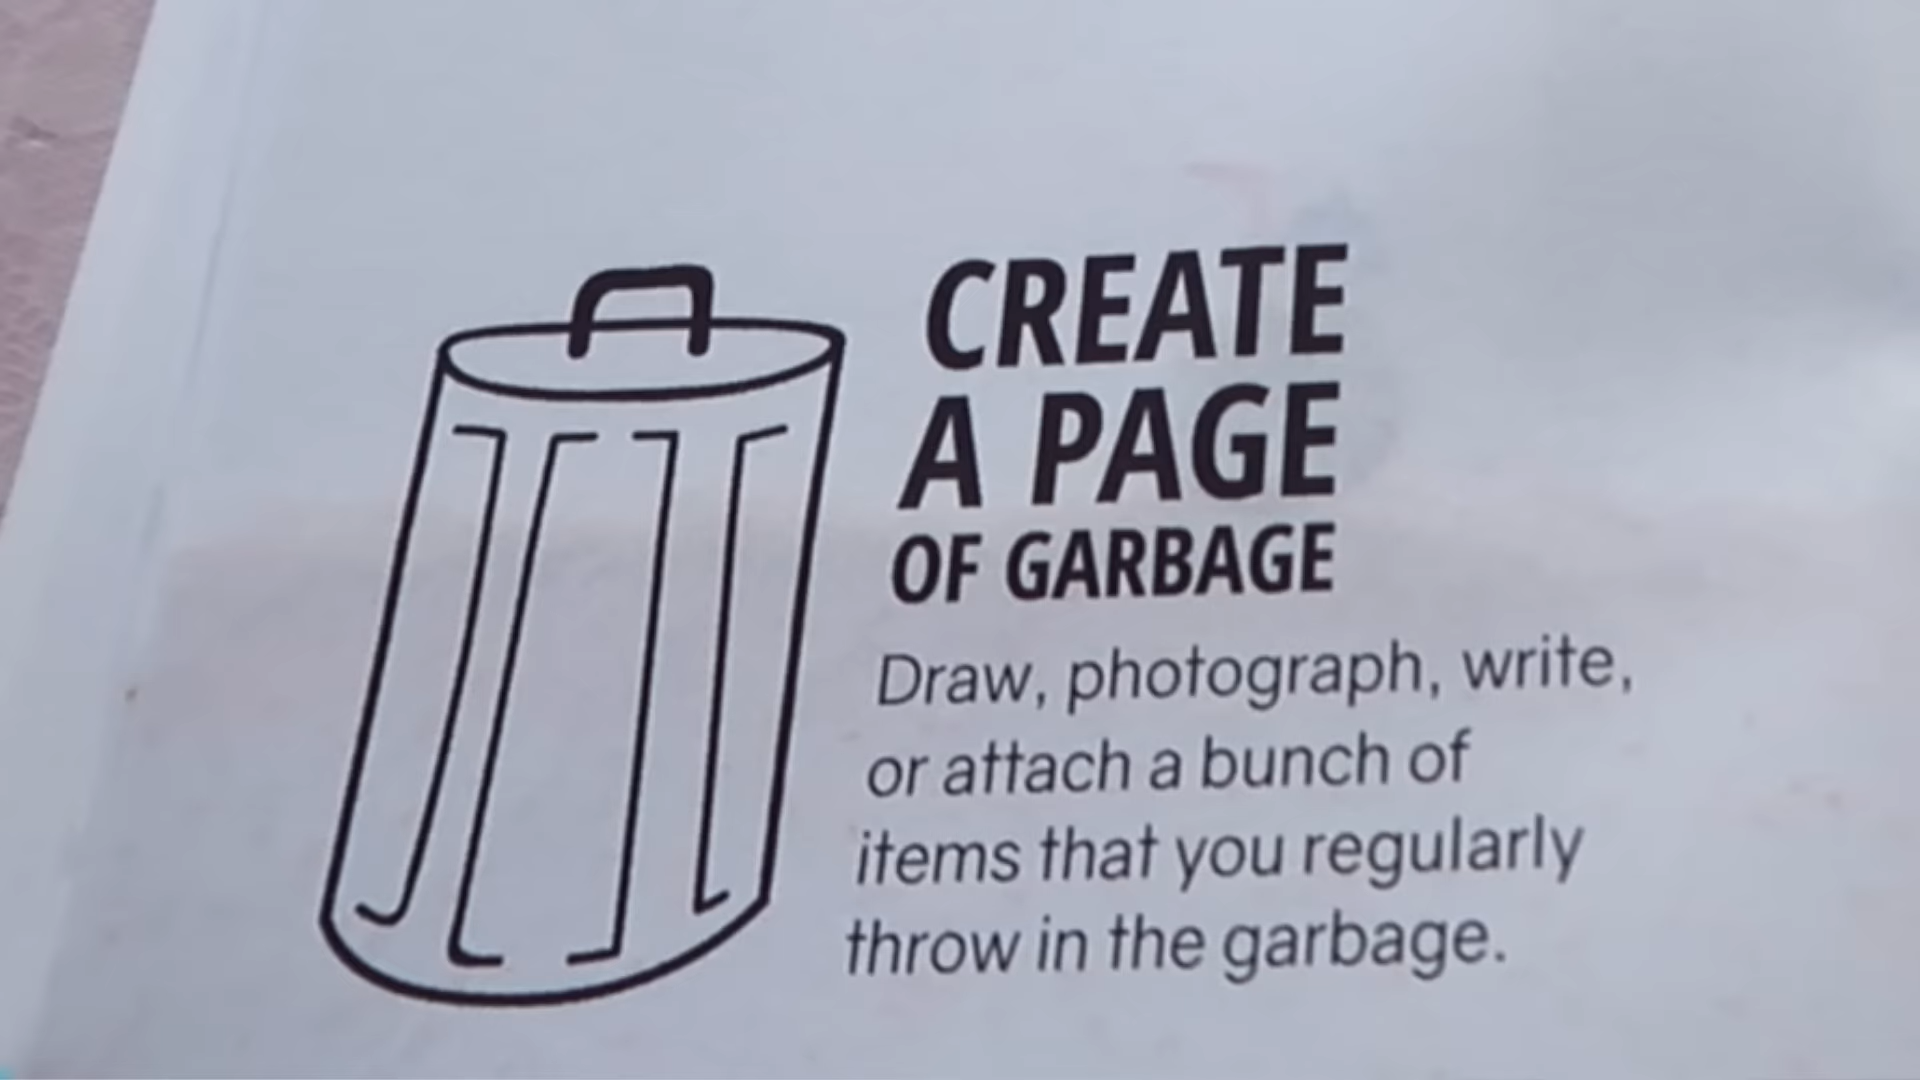 CREATE
A PAGE
OF GARBAGE
Draw, photograph, write,
or attach a bunch of
items that you regularly
throw in the garbage.